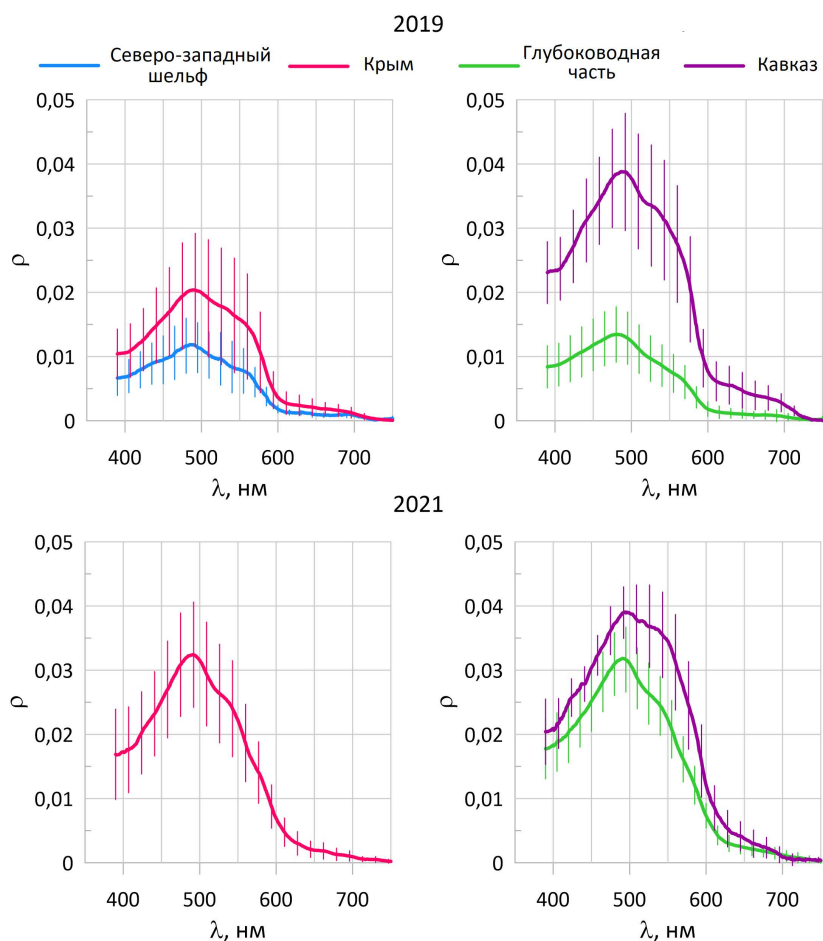 2019
Северо-западный
шельф
Крым
Глубоководная
часть
Кавказ
0,05
0,04
0,03
0,02
0,01
0
ρ
400 500 600 700
λ, нм
0,05
0,04
0,03
0,02
0,01
0
ρ
400 500 600 700
λ, нм
2021
0,05
0,04
0,03
0,02
0,01
0
ρ
400 500 600 700
λ, нм
0,05
0,04
0,03
0,02
0,01
0
ρ
400 500 600 700
λ, нм